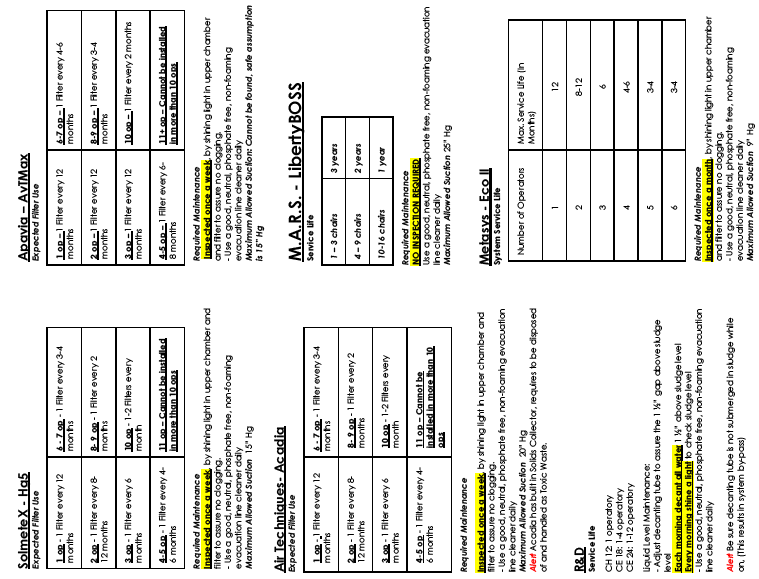 SolmeteX - Hg5
Expected Filter Use
1 op - 1 Filter every 12 months
6 - 7 op - 1 Filter every 3-4 months
2 op - 1 Filter every 8-12 months
8- 9 op - 1 Filter every 2 months
3 op - 1 Filter every 6 months
10 op - 1-2 Filters every month
4-5 op - 1 Filter every 4-6 months
11 op – Cannot be installed in more than 10 ops
Required Maintenance
Inspected once a week, by shining light in upper chamber and
filter to assure no clogging.
- Use a good, neutral, phosphate free, non-foaming
evacuation line cleaner daily
Maximum Allowed Suction 15" Hg
Air Techniques- Acadia
Expected Filter Use
1 op - 1 Filter every 12 months
6 - 7 op - 1 Filter every 3-4 months
2 op - 1 Filter every 8-12 months
8- 9 op - 1 Filter every 2 months
3 op - 1 Filter every 6 months
10 op - 1-2 Filters every month
4-5 op - 1 Filter every 4-6 months
11 op – Cannot be installed in more than 10 ops
Required Maintenance
Inspected once a week, by shining light in upper chamber and
filter to assure no clogging.
- Use a good, neutral, phosphate free, non-foaming evacuation
line cleaner daily
Maximum Allowed Suction 20" Hg
Alert Acadia has built in Solids Collector, requires to be disposed
of and handled as Toxic Waste.
R&D
Service Life
CH 12: 1 operatory
CE 18: 1-4 operatory
CE 24: 1-12 operatory
Liquid Level Maintenance:
- Adjust decanting tube to assure the 1 ½" gap above sludge
level
Each morning decant all water 1 ½" above sludge level
Every morning shine a light to check sludge level
- Use a good, neutral, phosphate free, non-foaming evacuation
line cleaner daily
Alert Be sure decanting tube is not submerged in sludge while
on, (This results in system by-pass)
Apavia – AviMax
Expected Filter Use
1 op – 1 Filter every 12 months
6-7 op – 1 Filter every 4-6 months
2 op – 1 Filter every 12 months
8-9 op – 1 Filter every 3-4 months
3 op – 1 Filter every 12 months
10 op – 1 Filter every 2 months
4-5 op – 1 Filter every 6-8 months
11+ op – Cannot be installed in more than 10 ops
Required Maintenance
Inspected once a week, by shining light in upper chamber
and filter to assure no clogging.
- Use a good, neutral, phosphate free, non-foaming
evacuation line cleaner daily
Maximum Allowed Suction: Cannot be found, safe assumption
is 15" Hg
M.A.R.S. - LibertyBOSS
Service Life
1 – 3 chairs 3 years
4 – 9 chairs 2 years
10-16 chairs 1 year
Required Maintenance
NO INSPECTION REQUIRED
Use a good, neutral, phosphate free, non-foaming evacuation
line cleaner daily
Maximum Allowed Suction 25" Hg
Metasys - Eco II
System Service Life
Number of Operators Max. Service Life (In Months)
1 12
2 8-12
3 6
4 4-6
5 3-4
6 3-4
Required Maintenance
Inspected once a month, by shining light in upper chamber
and filter to assure no clogging.
- Use a good, neutral, phosphate free, non-foaming
evacuation line cleaner daily
Maximum Allowed Suction 9" Hg